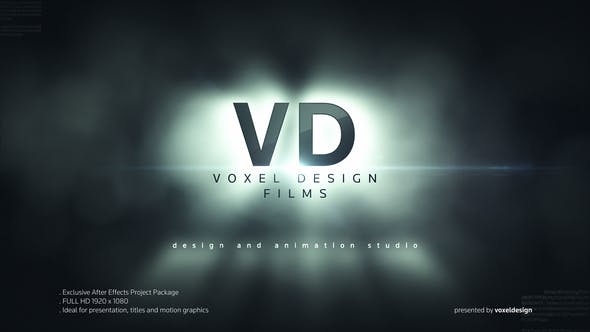 VD
VOXEL DESIGN
FILMS
design and animation studio
. Exclusive After Effects Project Package
. FULL HD 1920 x 1080
. Ideal for presentation, titles and motion graphics
presented by voxeldesign